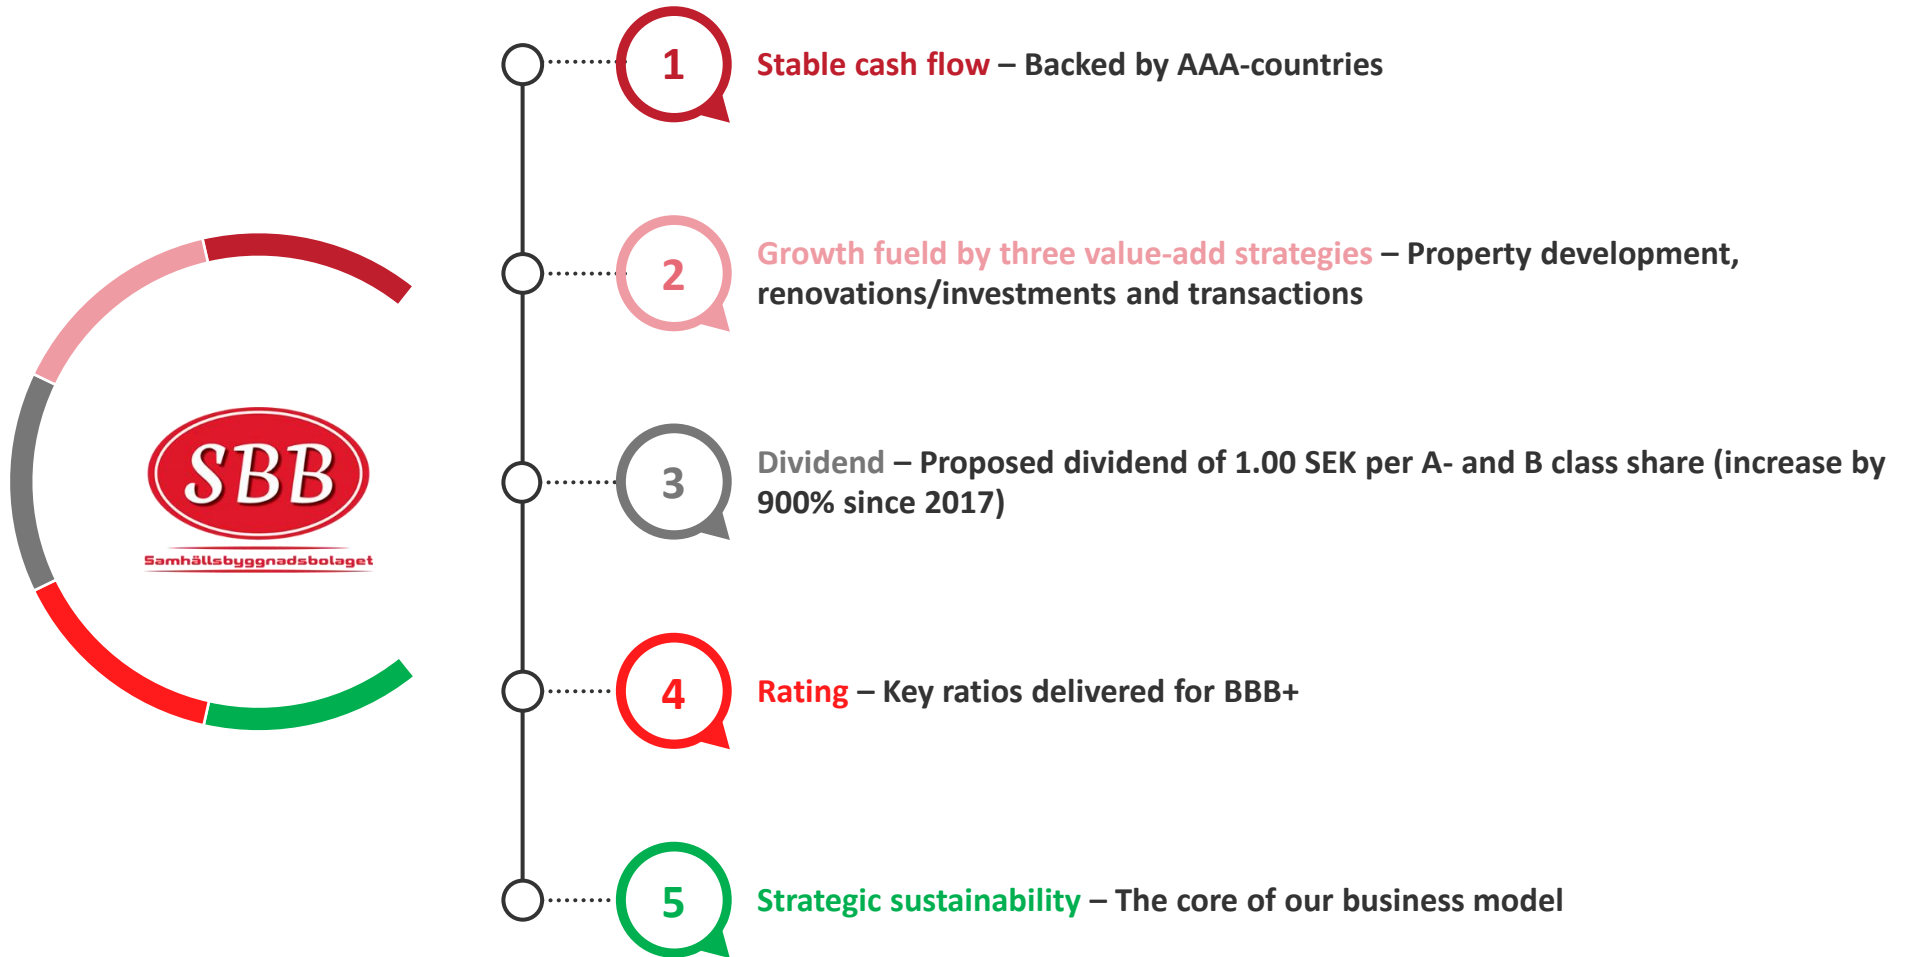 SBB
Samhällsbyggnadsbolaget
1
Stable cash flow – Backed by AAA-countries
2
Growth fueld by three value-add strategies – Property development,
renovations/investments and transactions
3
Dividend – Proposed dividend of 1.00 SEK per A- and B class share (increase by
900% since 2017)
4
Rating – Key ratios delivered for BBB+
5
Strategic sustainability – The core of our business model